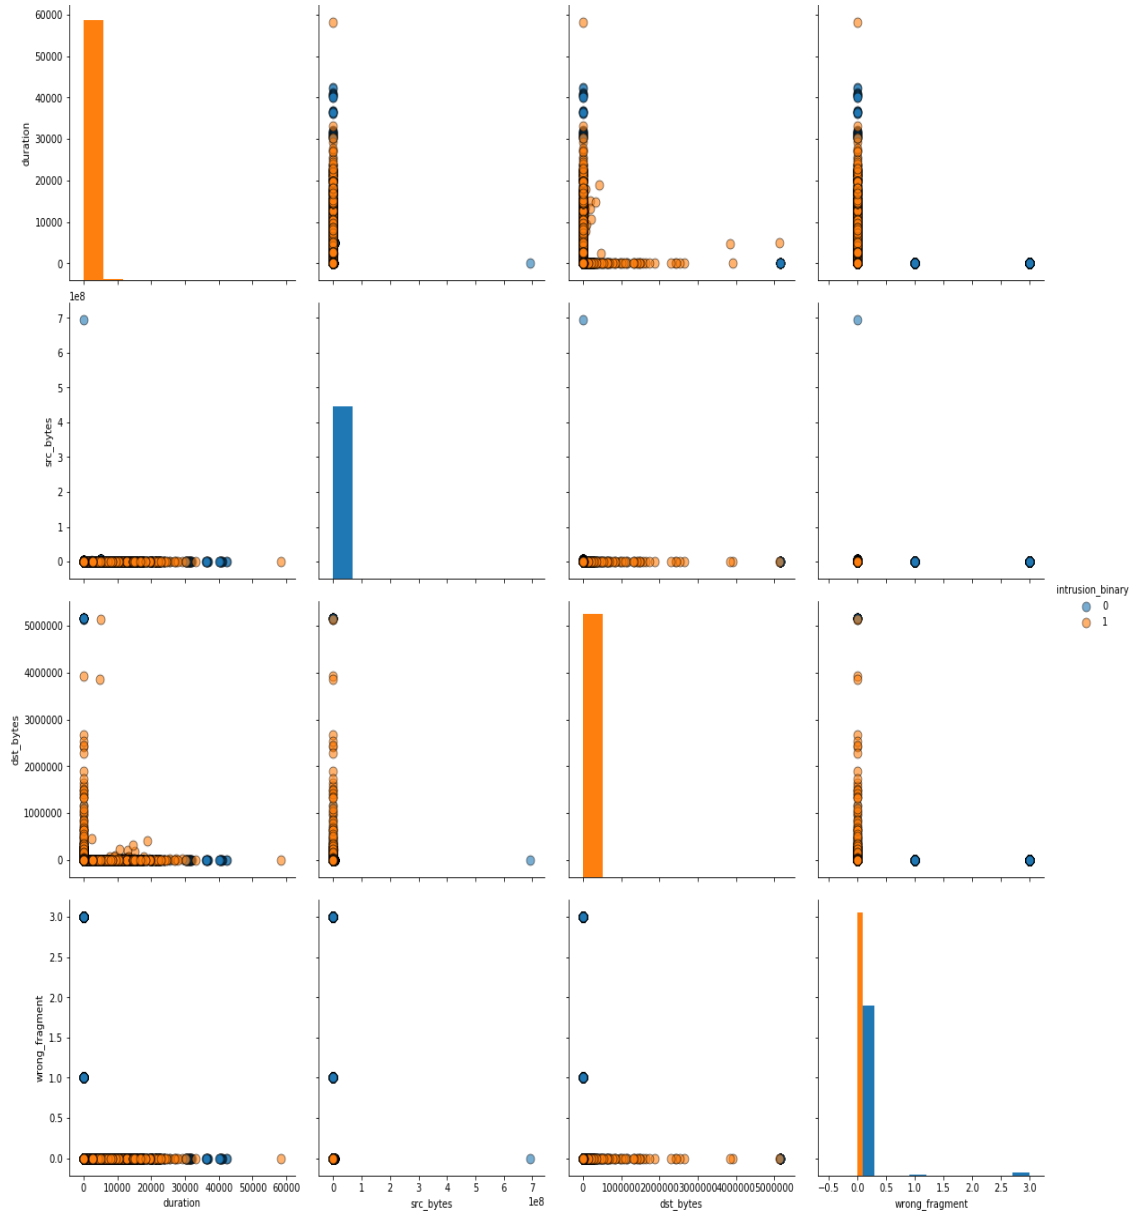 60000
50000
40000
30000
20000
10000
0
duration
1e8
7
6
5
4
3
2
1
0
src_bytes
intrusion_binary
0
1
5000000
4000000
3000000
2000000
1000000
0
dst_bytes
3.0
2.5
2.0
1.5
1.0
0.5
0.0
wrong_fragment
0 10000 20000 30000 40000 50000 60000
duration
0 1 2 3 4 5 6 7
1e8
src_bytes
0 1000000 2000000 3000000 4000000 5000000
dst_bytes
−0.5 0.0 0.5 1.0 1.5 2.0 2.5 3.0
wrong_fragment